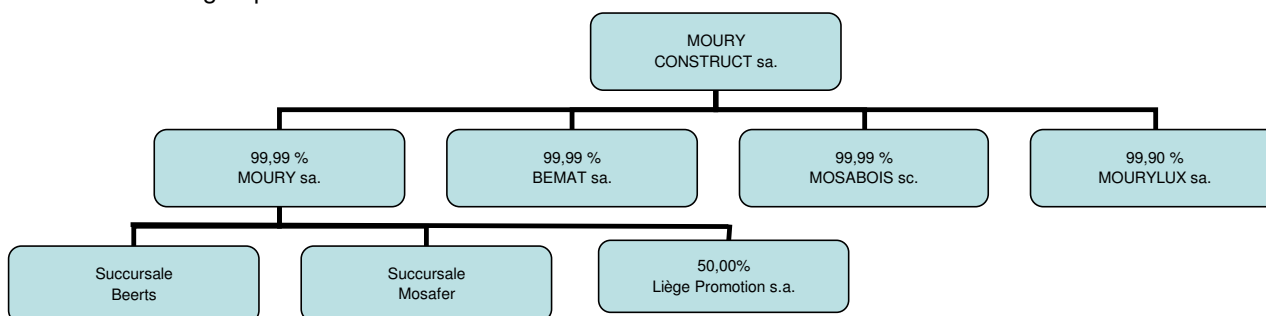 MOURY
CONSTRUCT sa.
99,99 %
MOURY sa.
99,99 %
BEMAT sa.
99,99 %
MOSABOIS sc.
99,90 %
MOURYLUX sa.
Succursale
Beerts
Succursale
Mosafer
50,00%
Liège Promotion s.a.